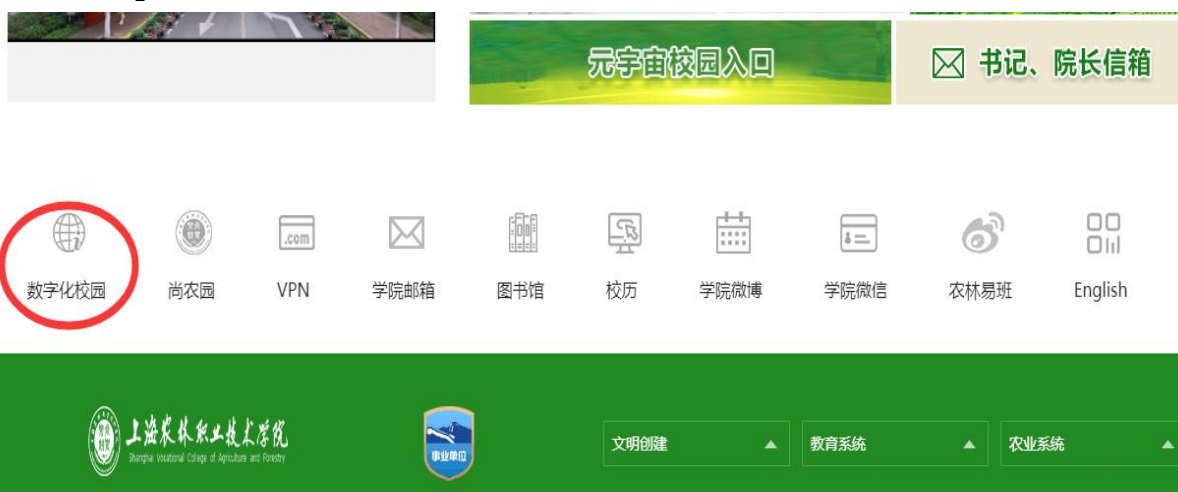 元宇宙校园入口
书记、院长信箱
.com
数字化校园
尚农园
VPN
学院邮箱
图书馆
校历
学院微博
学院微信
农林易班
English
上海农林职业技术学院
Shanghai Vocational College of Agriculture and Forestry
事业单位
文明创建
教育系统
农业系统